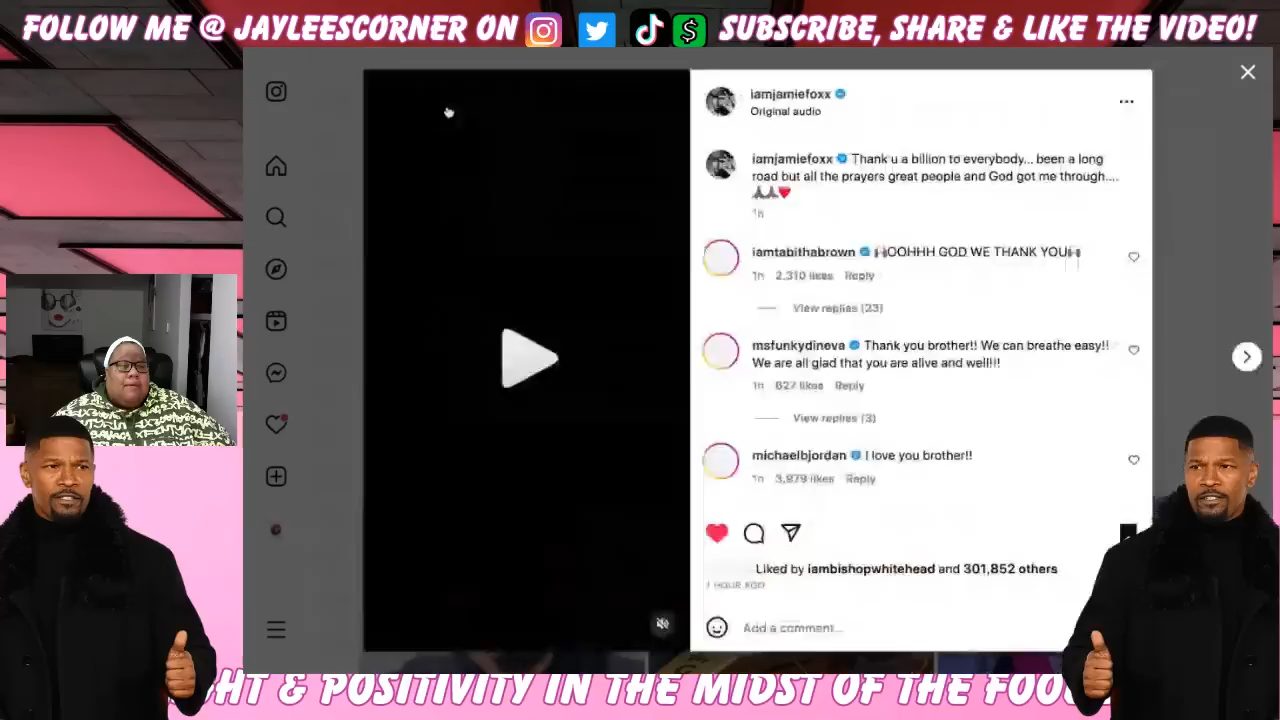 FOLLOW ME @ JAYLEESCORNER ON
SUBSCRIBE, SHARE & LIKE THE VIDEO!
iamjamiefoxx
Original audio
iamjamiefoxx Thank u a billion to everybody... been a long
road but all the prayers great people and God got me through....
🙏🙏❤️
1h
iamtabithabrown 🙌OOHHH GOD WE THANK YOU🙌
1h 2,310 likes Reply
View replies (23)
msfunkydineva Thank you brother!! We can breathe easy!!
We are all glad that you are alive and well!!!
1h 627 likes Reply
View replies (3)
michaelbjordan I love you brother!!
1h 3,879 likes Reply
Liked by iambishopwhitehead and 301,852 others
1 HOUR AGO
Add a comment...
& POSITIVITY IN THE MIDST OF THE